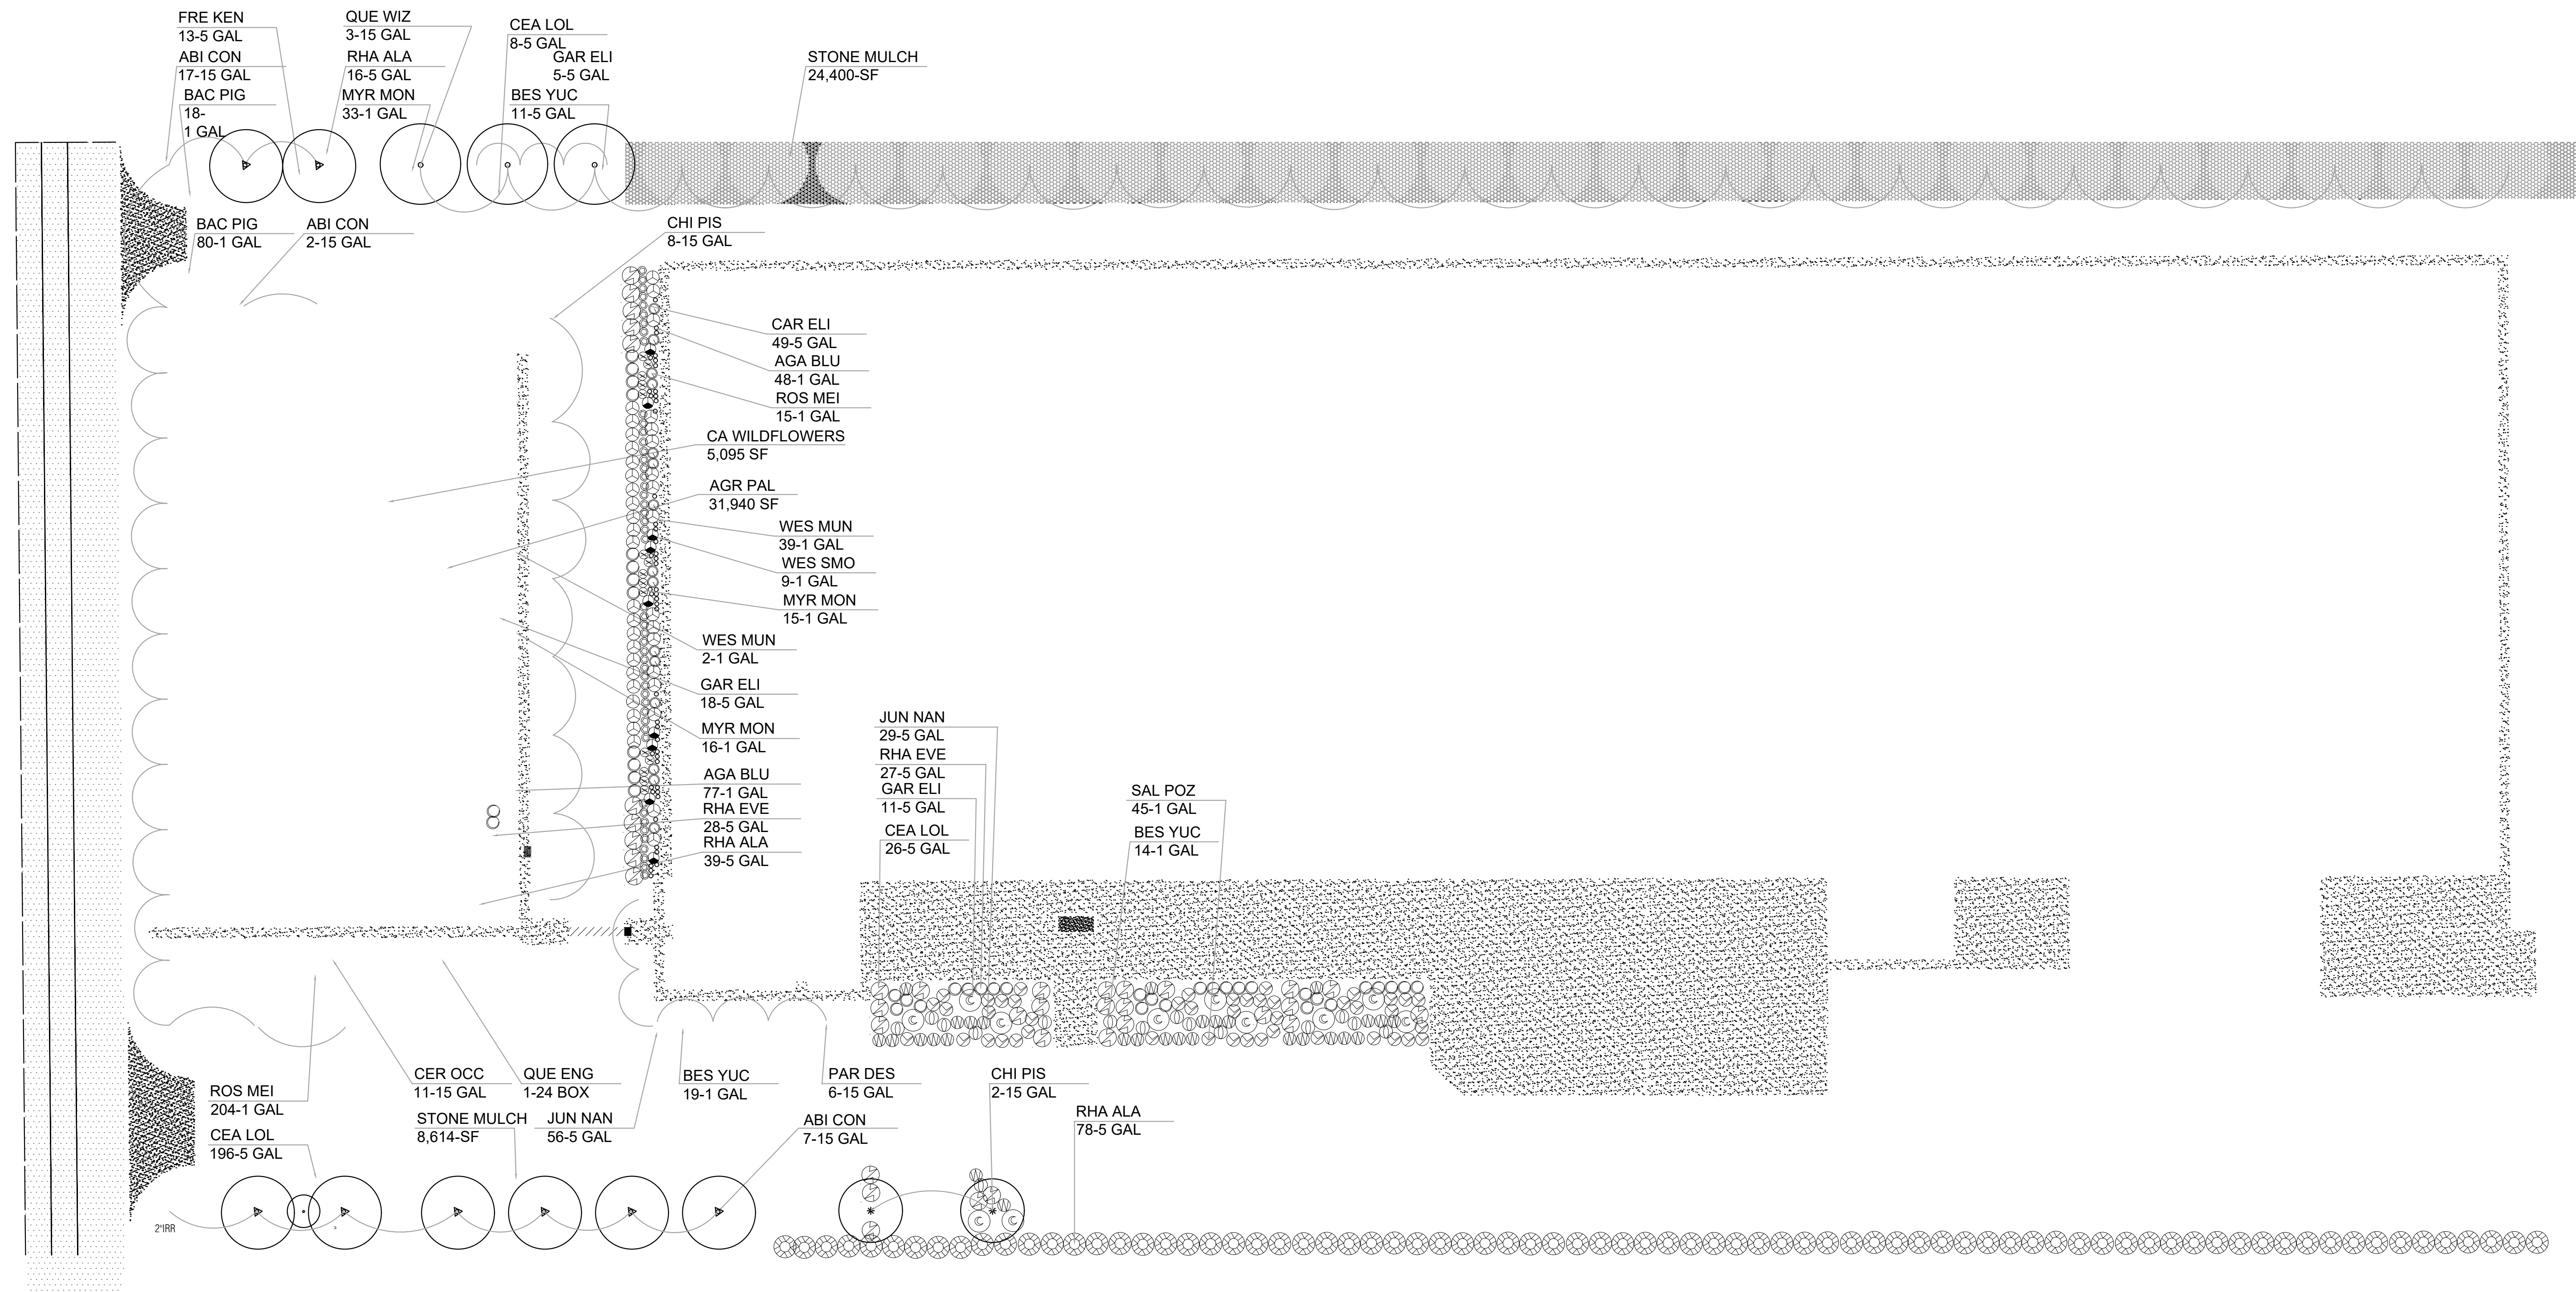 FRE KEN
13-5 GAL
ABI CON
17-15 GAL
BAC PIG
18-
1 GAL
QUE WIZ
3-15 GAL
RHA ALA
16-5 GAL
MYR MON
33-1 GAL
CEA LOL
8-5 GAL
GAR ELI
5-5 GAL
BES YUC
11-5 GAL
STONE MULCH
24,400-SF
BAC PIG
80-1 GAL
ABI CON
2-15 GAL
CHI PIS
8-15 GAL
CAR ELI
49-5 GAL
AGA BLU
48-1 GAL
ROS MEI
15-1 GAL
CA WILDFLOWERS
5,095 SF
AGR PAL
31,940 SF
WES MUN
39-1 GAL
WES SMO
9-1 GAL
MYR MON
15-1 GAL
WES MUN
2-1 GAL
GAR ELI
18-5 GAL
MYR MON
16-1 GAL
AGA BLU
77-1 GAL
RHA EVE
28-5 GAL
RHA ALA
39-5 GAL
JUN NAN
29-5 GAL
RHA EVE
27-5 GAL
GAR ELI
11-5 GAL
CEA LOL
26-5 GAL
SAL POZ
45-1 GAL
BES YUC
14-1 GAL
ROS MEI
204-1 GAL
CEA LOL
196-5 GAL
CER OCC
11-15 GAL
QUE ENG
1-24 BOX
STONE MULCH
8,614-SF
JUN NAN
56-5 GAL
BES YUC
19-1 GAL
PAR DES
6-15 GAL
ABI CON
7-15 GAL
CHI PIS
2-15 GAL
RHA ALA
78-5 GAL
2"IRR